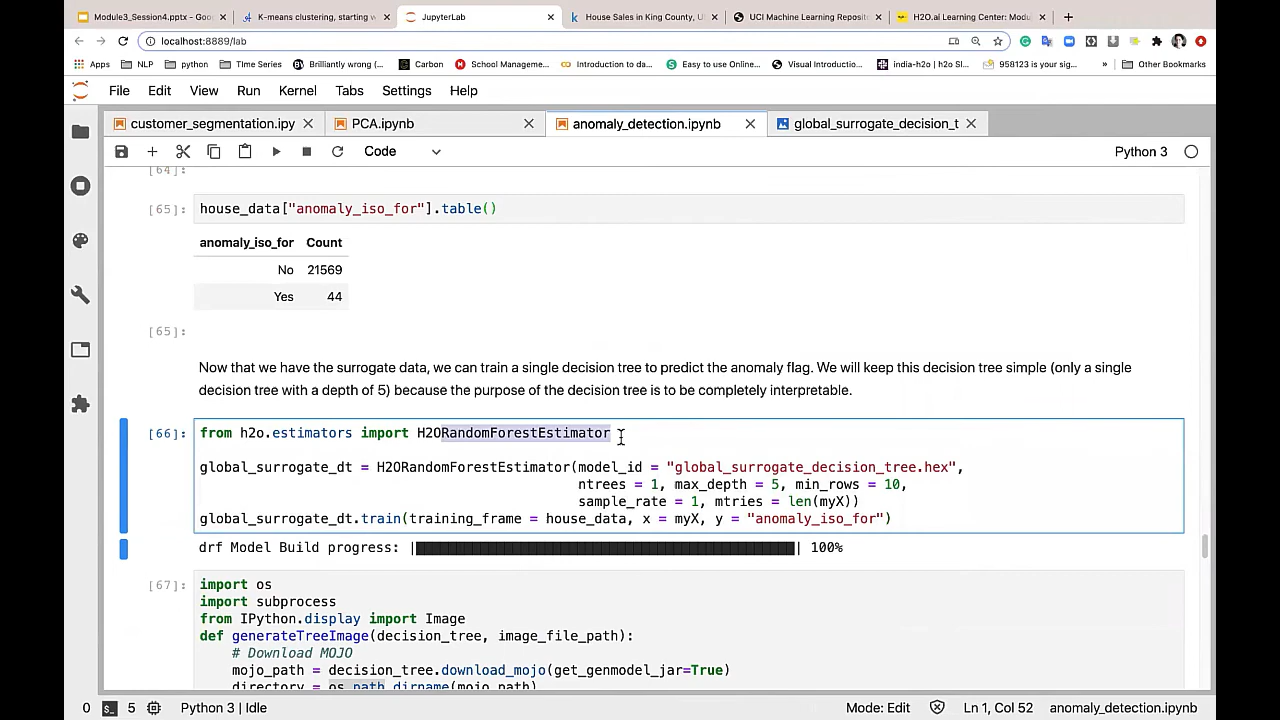 Module3_Session4.pptx - Goo
K-means clustering, starting w
JupyterLab
House Sales in King County, U
UCI Machine Learning Reposit
H2O.ai Learning Center: Modu
localhost:8889/lab
Apps
NLP
python
TIme Series
Brilliantly wrong (...
Carbon
School Manageme...
Introduction to da...
Easy to use Online...
Visual Introductio...
india-h2o | h2o Sl...
958123 is your sig...
»
Other Bookmarks
File Edit View Run Kernel Tabs Settings Help
customer_segmentation.ipy
PCA.ipynb
anomaly_detection.ipynb
global_surrogate_decision_t
Code
Python 3
[64]:
[65]: house_data["anomaly_iso_for"].table()
anomaly_iso_for Count
No 21569
Yes 44
[65]:
Now that we have the surrogate data, we can train a single decision tree to predict the anomaly flag. We will keep this decision tree simple (only a single
decision tree with a depth of 5) because the purpose of the decision tree is to be completely interpretable.
[66]: from h2o.estimators import H2ORandomForestEstimator
global_surrogate_dt = H2ORandomForestEstimator(model_id = "global_surrogate_decision_tree.hex",
ntrees = 1, max_depth = 5, min_rows = 10,
sample_rate = 1, mtries = len(myX))
global_surrogate_dt.train(training_frame = house_data, x = myX, y = "anomaly_iso_for")
drf Model Build progress: | | 100%
[67]: import os
import subprocess
from IPython.display import Image
def generateTreeImage(decision_tree, image_file_path):
# Download MOJO
mojo_path = decision_tree.download_mojo(get_genmodel_jar=True)
directory = os.path.dirname(mojo_path)
0 5 Python 3 | Idle
Mode: Edit
Ln 1, Col 52
anomaly_detection.ipynb